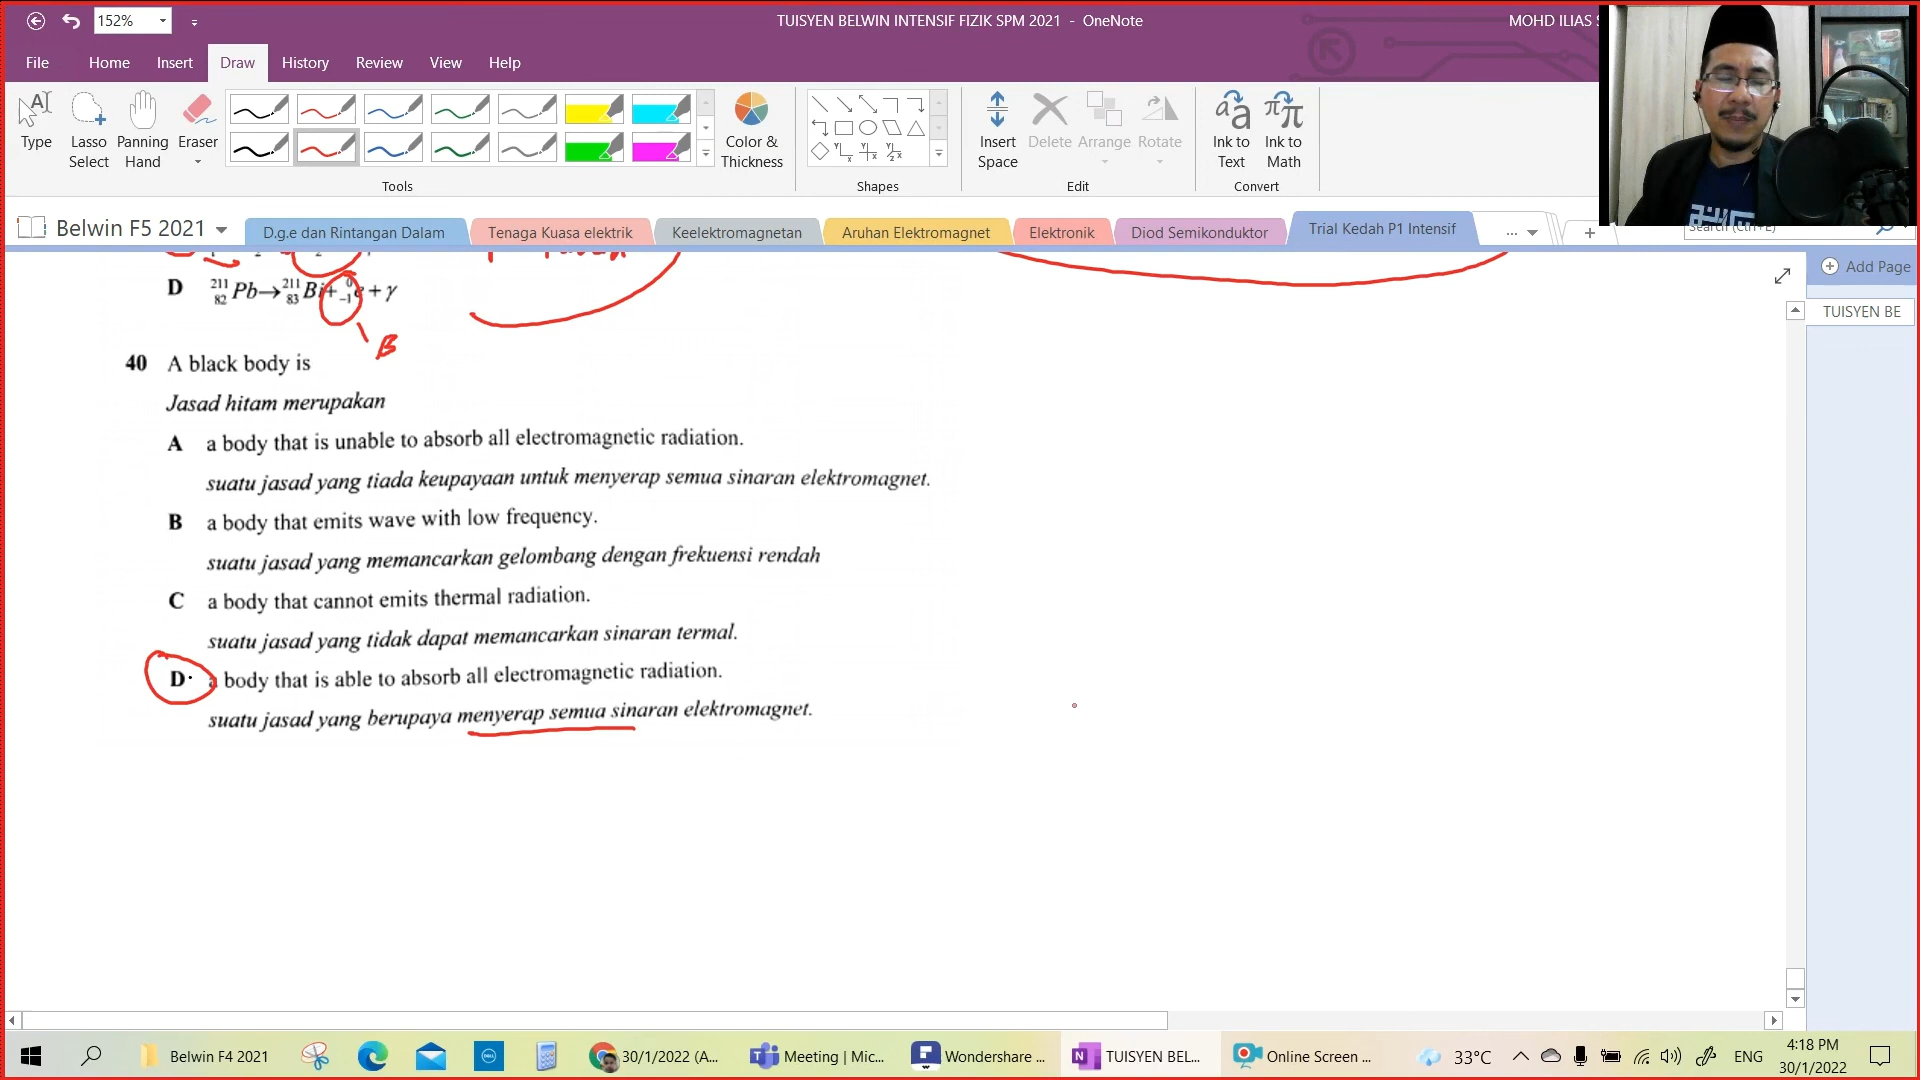 152%
TUISYEN BELWIN INTENSIF FIZIK SPM 2021 - OneNote
MOHD ILIAS S
File Home Insert Draw History Review View Help
Type
Lasso Select
Panning Hand
Eraser
Color & Thickness
Insert Space
Delete
Arrange
Rotate
Ink to Text
Ink to Math
Tools
Shapes
Edit
Convert
Belwin F5 2021
D.g.e dan Rintangan Dalam
Tenaga Kuasa elektrik
Keelektromagnetan
Aruhan Elektromagnet
Elektronik
Diod Semikonduktor
Trial Kedah P1 Intensif
...
Search (Ctrl+E)
Add Page
TUISYEN BE
D ²¹¹₈₂Pb→²¹¹₈₃Bi+⁰₋₁e+γ
β
40 A black body is
Jasad hitam merupakan
A a body that is unable to absorb all electromagnetic radiation.
suatu jasad yang tiada keupayaan untuk menyerap semua sinaran elektromagnet.
B a body that emits wave with low frequency.
suatu jasad yang memancarkan gelombang dengan frekuensi rendah
C a body that cannot emits thermal radiation.
suatu jasad yang tidak dapat memancarkan sinaran termal.
D a body that is able to absorb all electromagnetic radiation.
suatu jasad yang berupaya menyerap semua sinaran elektromagnet.
Belwin F4 2021
30/1/2022 (A...
Meeting | Mic...
Wondershare ...
TUISYEN BEL...
Online Screen ...
33°C
ENG
4:18 PM
30/1/2022